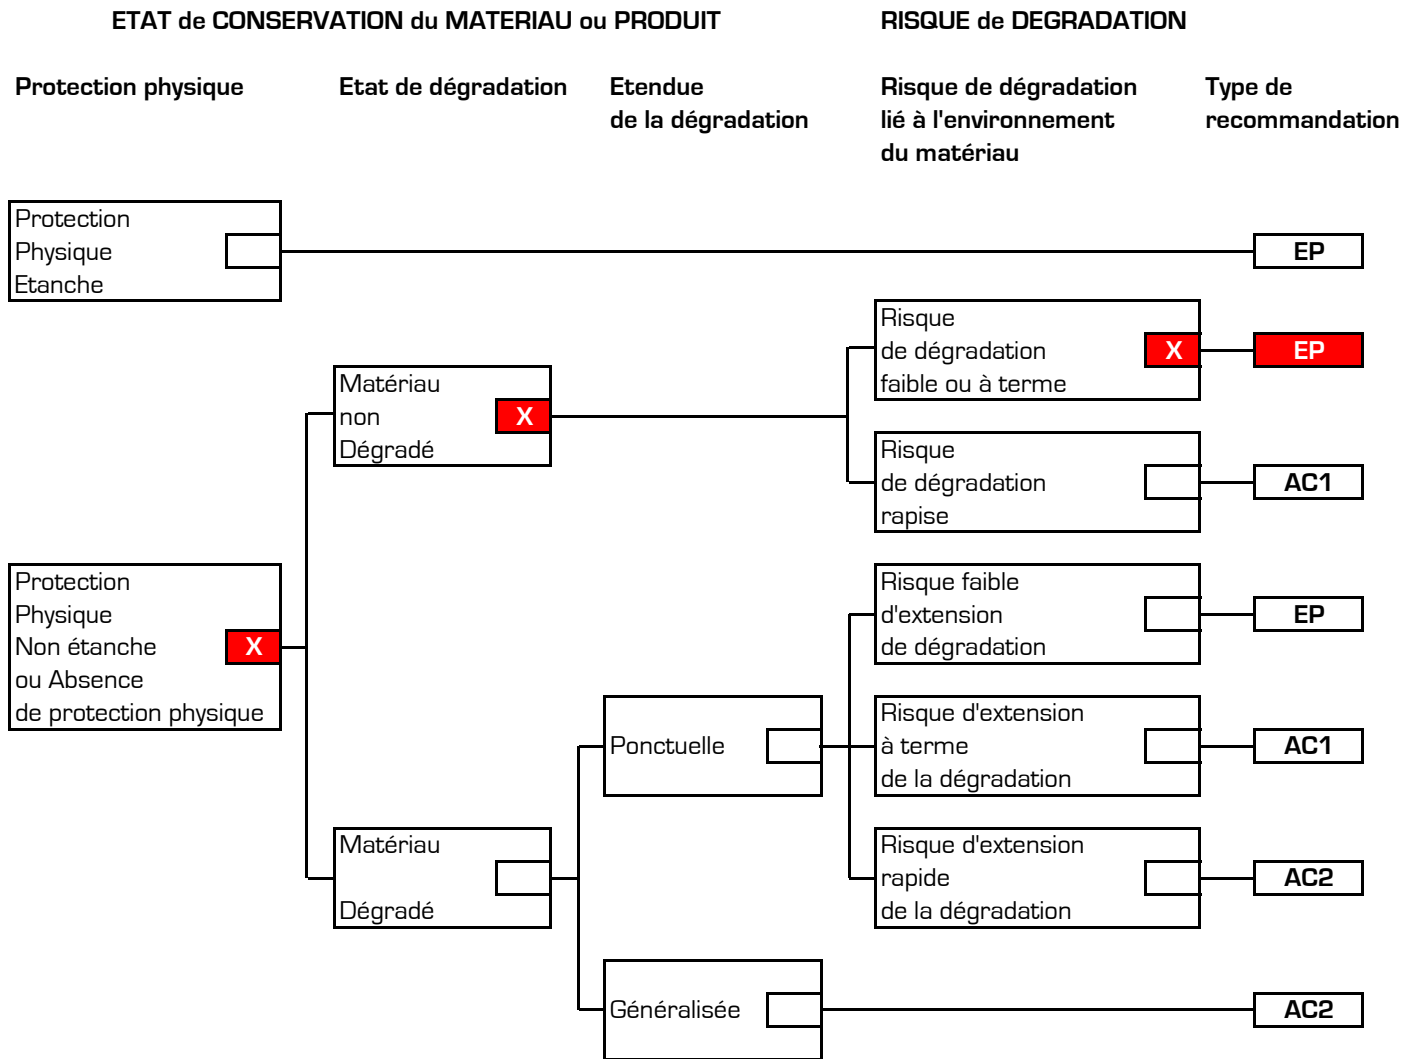 ETAT de CONSERVATION du MATERIAU ou PRODUIT
RISQUE de DEGRADATION
Protection physique
Etat de dégradation
Etendue
de la dégradation
Risque de dégradation
lié à l'environnement
du matériau
Type de
recommandation
Protection
Physique
Etanche
EP
Risque
de dégradation
faible ou à terme
X
EP
Matériau
non
Dégradé
X
Risque
de dégradation
rapise
AC1
Protection
Physique
Non étanche
ou Absence
de protection physique
X
Risque faible
d'extension
de dégradation
EP
Ponctuelle
Risque d'extension
à terme
de la dégradation
AC1
Matériau
Dégradé
Risque d'extension
rapide
de la dégradation
AC2
Généralisée
AC2